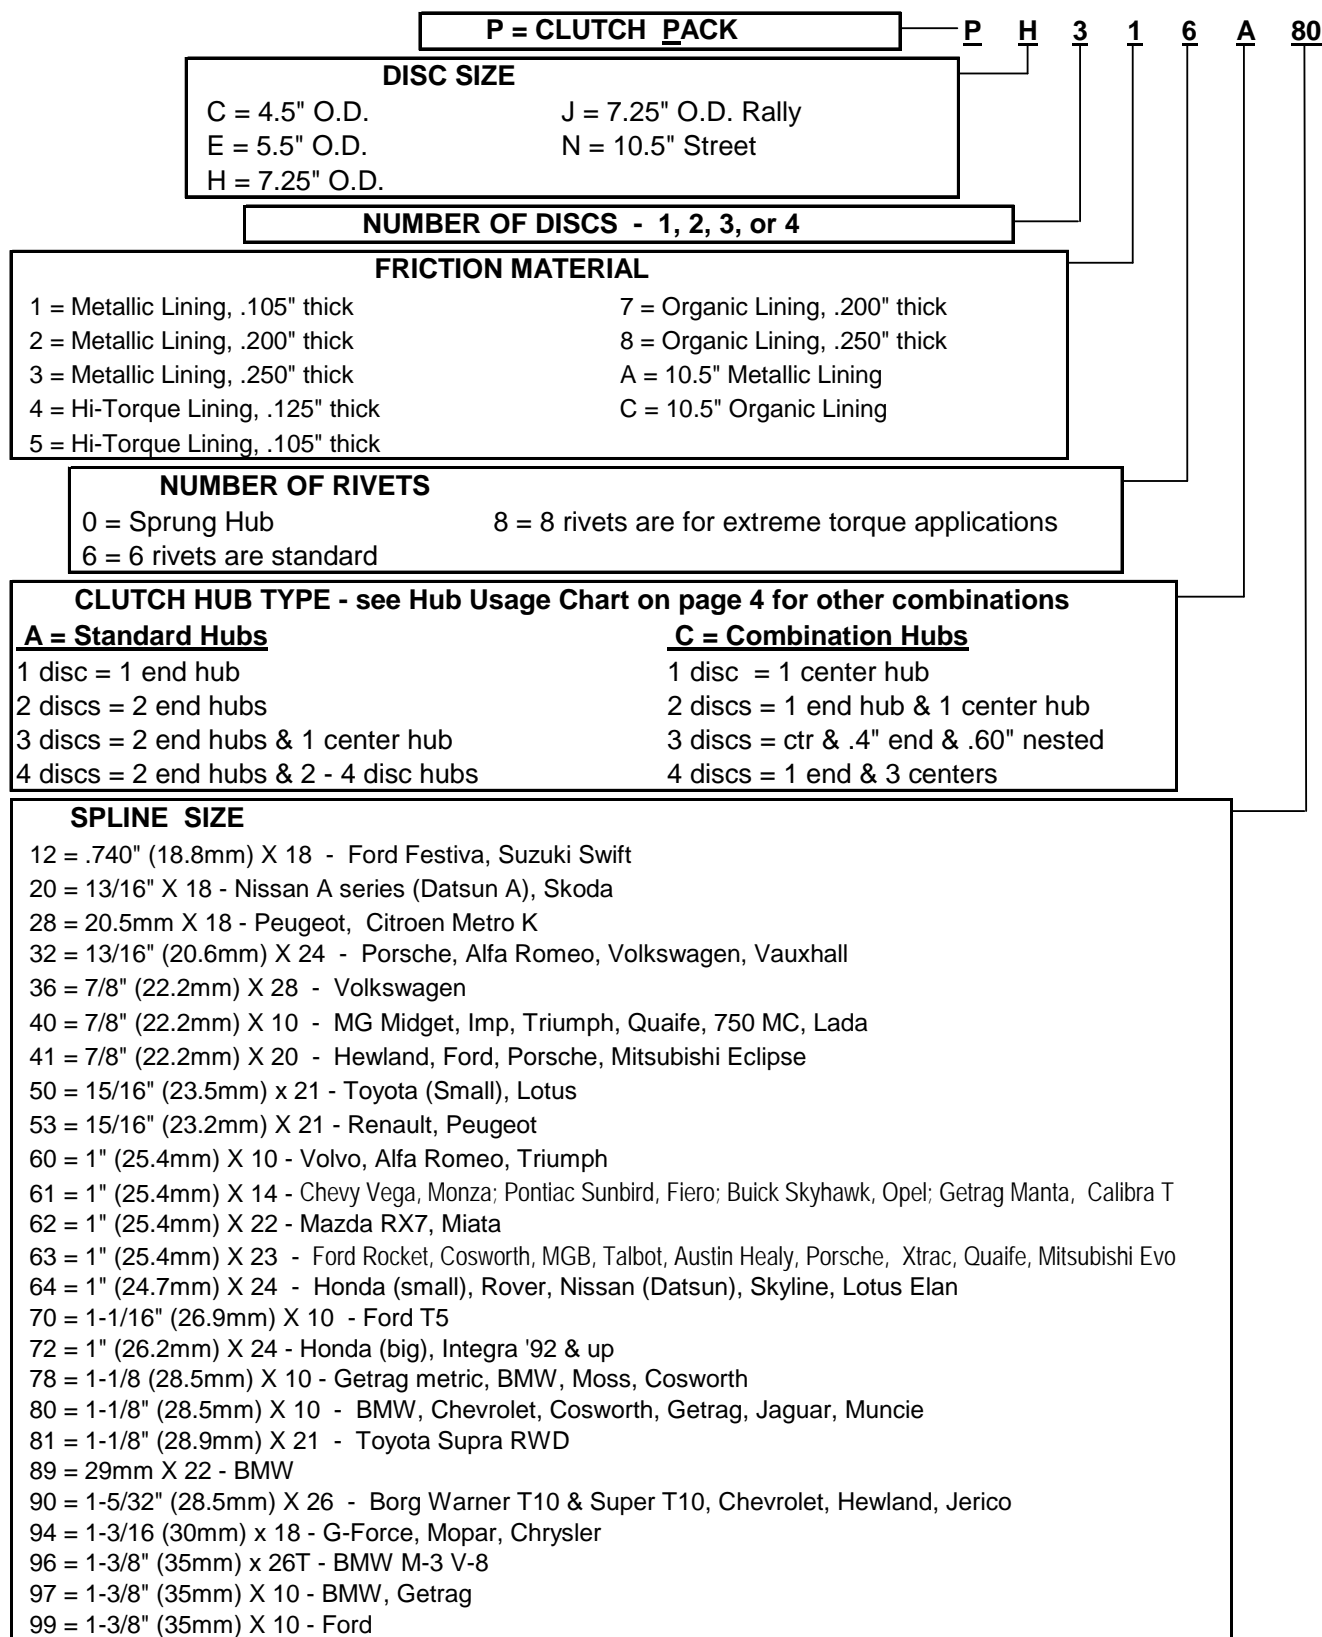 P = CLUTCH PACK P H 3 1 6 A 80
DISC SIZE
C = 4.5" O.D. J = 7.25" O.D. Rally
E = 5.5" O.D. N = 10.5" Street
H = 7.25" O.D.
NUMBER OF DISCS - 1, 2, 3, or 4
FRICTION MATERIAL
1 = Metallic Lining, .105" thick 7 = Organic Lining, .200" thick
2 = Metallic Lining, .200" thick 8 = Organic Lining, .250" thick
3 = Metallic Lining, .250" thick A = 10.5" Metallic Lining
4 = Hi-Torque Lining, .125" thick C = 10.5" Organic Lining
5 = Hi-Torque Lining, .105" thick
NUMBER OF RIVETS
0 = Sprung Hub 8 = 8 rivets are for extreme torque applications
6 = 6 rivets are standard
CLUTCH HUB TYPE - see Hub Usage Chart on page 4 for other combinations
A = Standard Hubs C = Combination Hubs
1 disc = 1 end hub 1 disc = 1 center hub
2 discs = 2 end hubs 2 discs = 1 end hub & 1 center hub
3 discs = 2 end hubs & 1 center hub 3 discs = ctr & .4" end & .60" nested
4 discs = 2 end hubs & 2 - 4 disc hubs 4 discs = 1 end & 3 centers
SPLINE SIZE
12 = .740" (18.8mm) X 18 - Ford Festiva, Suzuki Swift
20 = 13/16" X 18 - Nissan A series (Datsun A), Skoda
28 = 20.5mm X 18 - Peugeot, Citroen Metro K
32 = 13/16" (20.6mm) X 24 - Porsche, Alfa Romeo, Volkswagen, Vauxhall
36 = 7/8" (22.2mm) X 28 - Volkswagen
40 = 7/8" (22.2mm) X 10 - MG Midget, Imp, Triumph, Quaife, 750 MC, Lada
41 = 7/8" (22.2mm) X 20 - Hewland, Ford, Porsche, Mitsubishi Eclipse
50 = 15/16" (23.5mm) x 21 - Toyota (Small), Lotus
53 = 15/16" (23.2mm) X 21 - Renault, Peugeot
60 = 1" (25.4mm) X 10 - Volvo, Alfa Romeo, Triumph
61 = 1" (25.4mm) X 14 - Chevy Vega, Monza; Pontiac Sunbird, Fiero; Buick Skyhawk, Opel; Getrag Manta, Calibra T
62 = 1" (25.4mm) X 22 - Mazda RX7, Miata
63 = 1" (25.4mm) X 23 - Ford Rocket, Cosworth, MGB, Talbot, Austin Healy, Porsche, Xtrac, Quaife, Mitsubishi Evo
64 = 1" (24.7mm) X 24 - Honda (small), Rover, Nissan (Datsun), Skyline, Lotus Elan
70 = 1-1/16" (26.9mm) X 10 - Ford T5
72 = 1" (26.2mm) X 24 - Honda (big), Integra '92 & up
78 = 1-1/8 (28.5mm) X 10 - Getrag metric, BMW, Moss, Cosworth
80 = 1-1/8" (28.5mm) X 10 - BMW, Chevrolet, Cosworth, Getrag, Jaguar, Muncie
81 = 1-1/8" (28.9mm) X 21 - Toyota Supra RWD
89 = 29mm X 22 - BMW
90 = 1-5/32" (28.5mm) X 26 - Borg Warner T10 & Super T10, Chevrolet, Hewland, Jerico
94 = 1-3/16 (30mm) x 18 - G-Force, Mopar, Chrysler
96 = 1-3/8" (35mm) x 26T - BMW M-3 V-8
97 = 1-3/8" (35mm) X 10 - BMW, Getrag
99 = 1-3/8" (35mm) X 10 - Ford